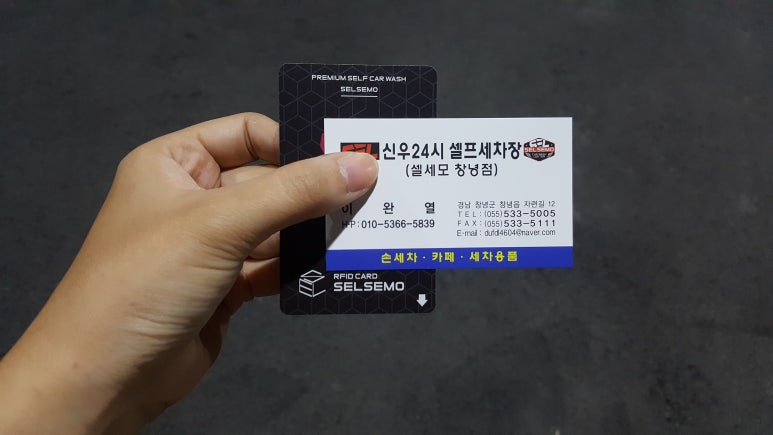 PREMIUM SELF CAR WASH
SELSEMO
신우24시 셀프세차장
SELSEMO
(셀세모 창녕점)
이 완 열
H·P: 010-5366-5839
경남 창녕군 창녕읍 자련길 12
TEL: (055) 533-5005
FAX: (055) 533-5111
E-mail: dufdl4604@naver.com
손세차 · 카페 · 세차용품
RFID CARD
SELSEMO